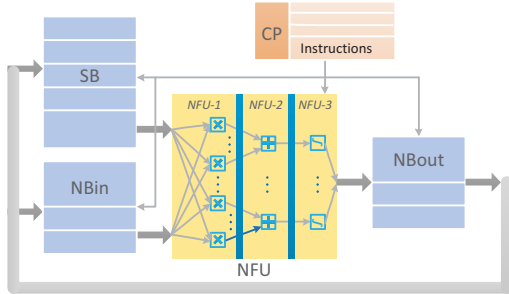 CP
Instructions
SB
NFU-1
NFU-2
NFU-3
NBin
NBout
NFU